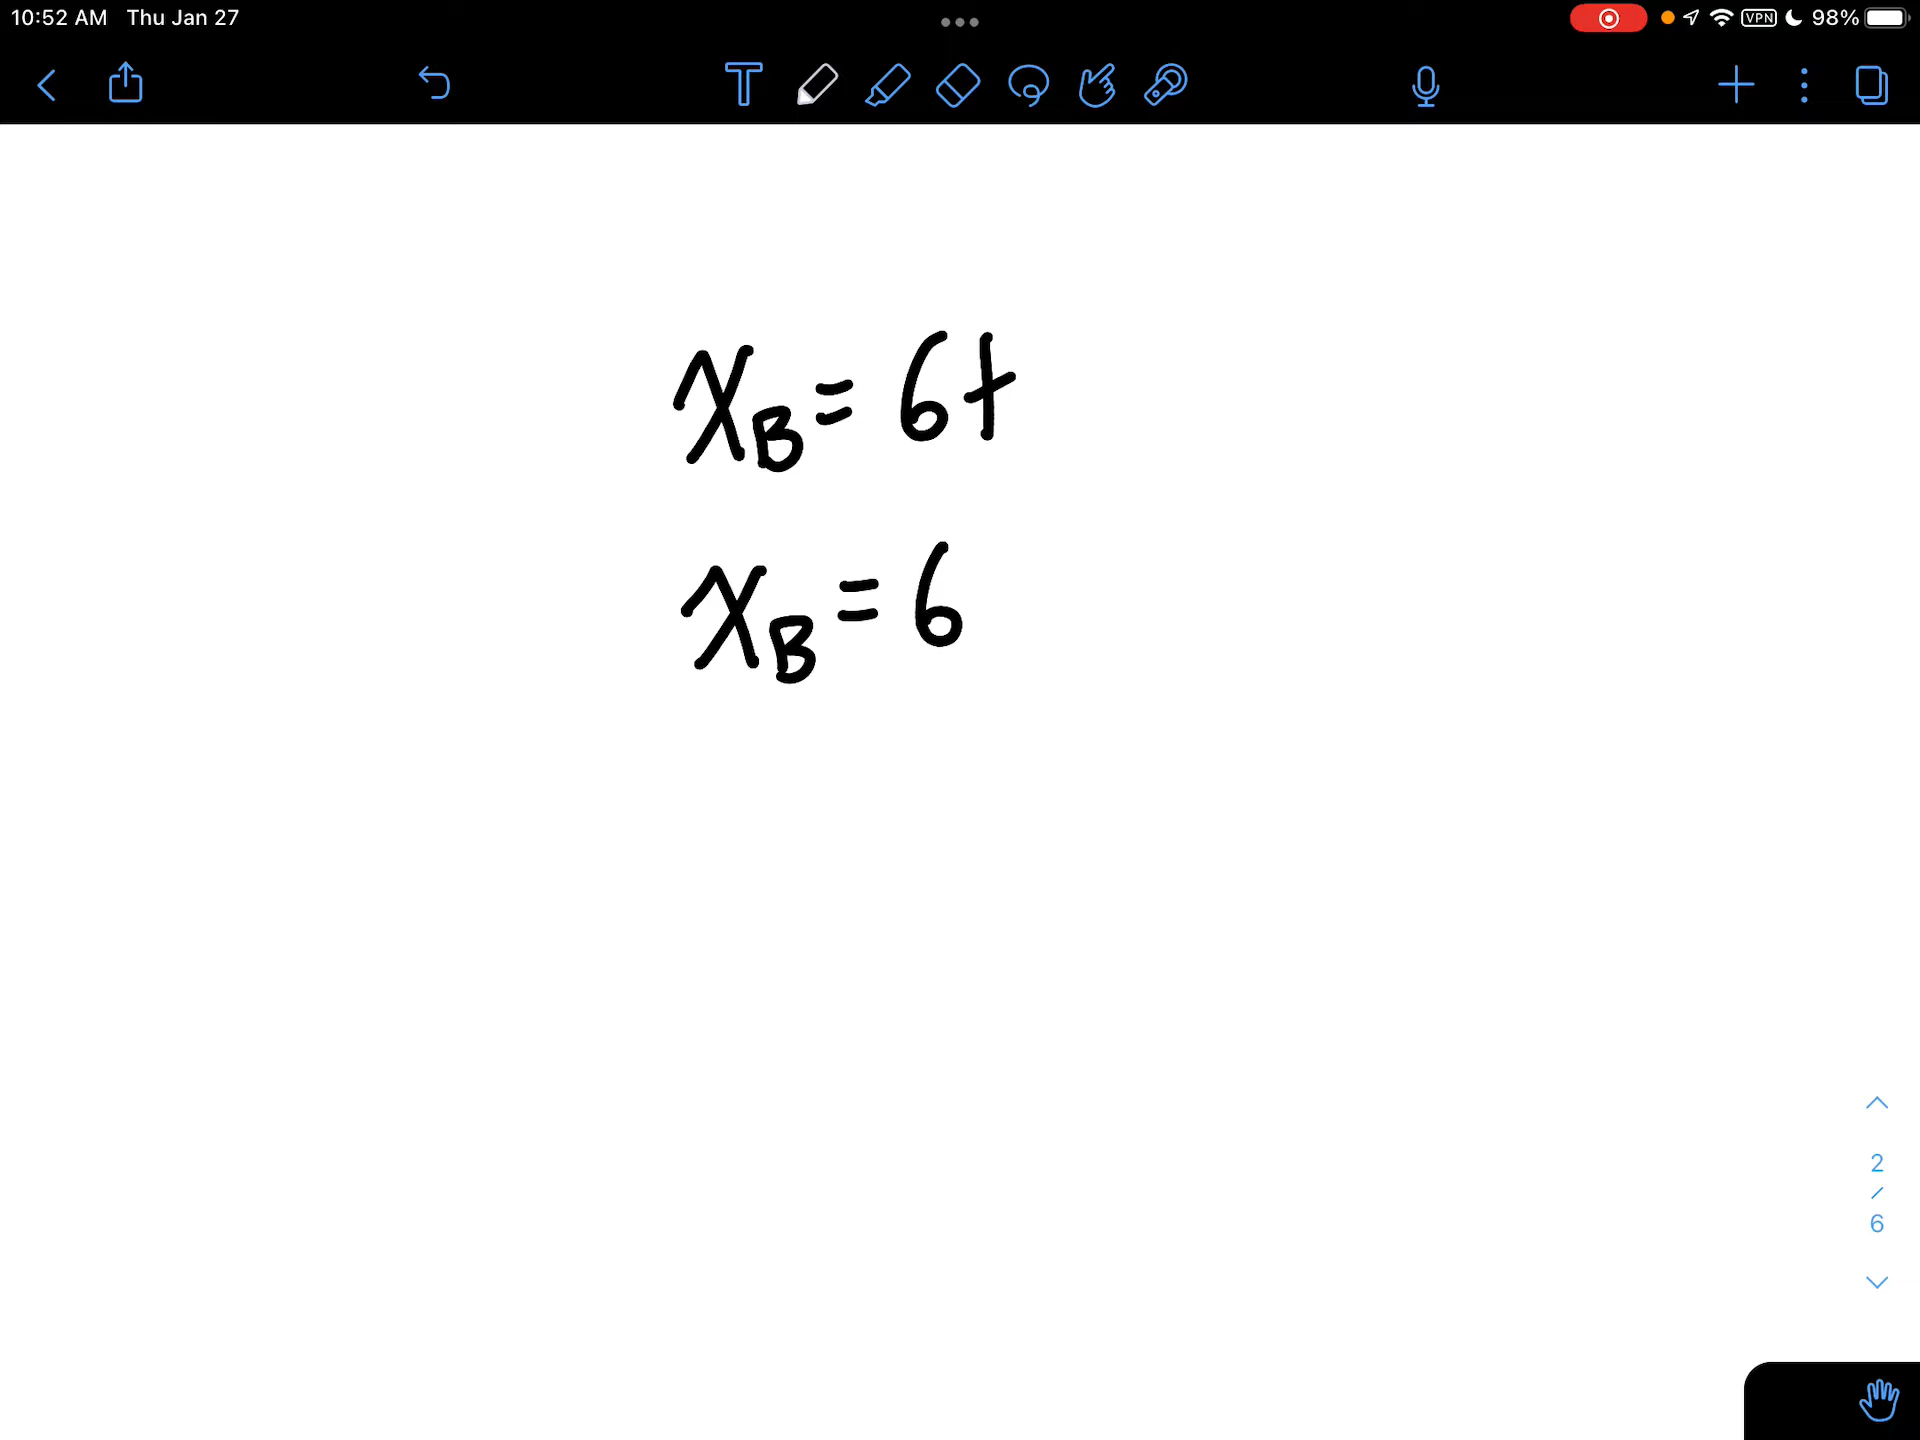 10:52 AM Thu Jan 27
VPN 98%
T
x_B = 6t
x_B = 6
2
/
6